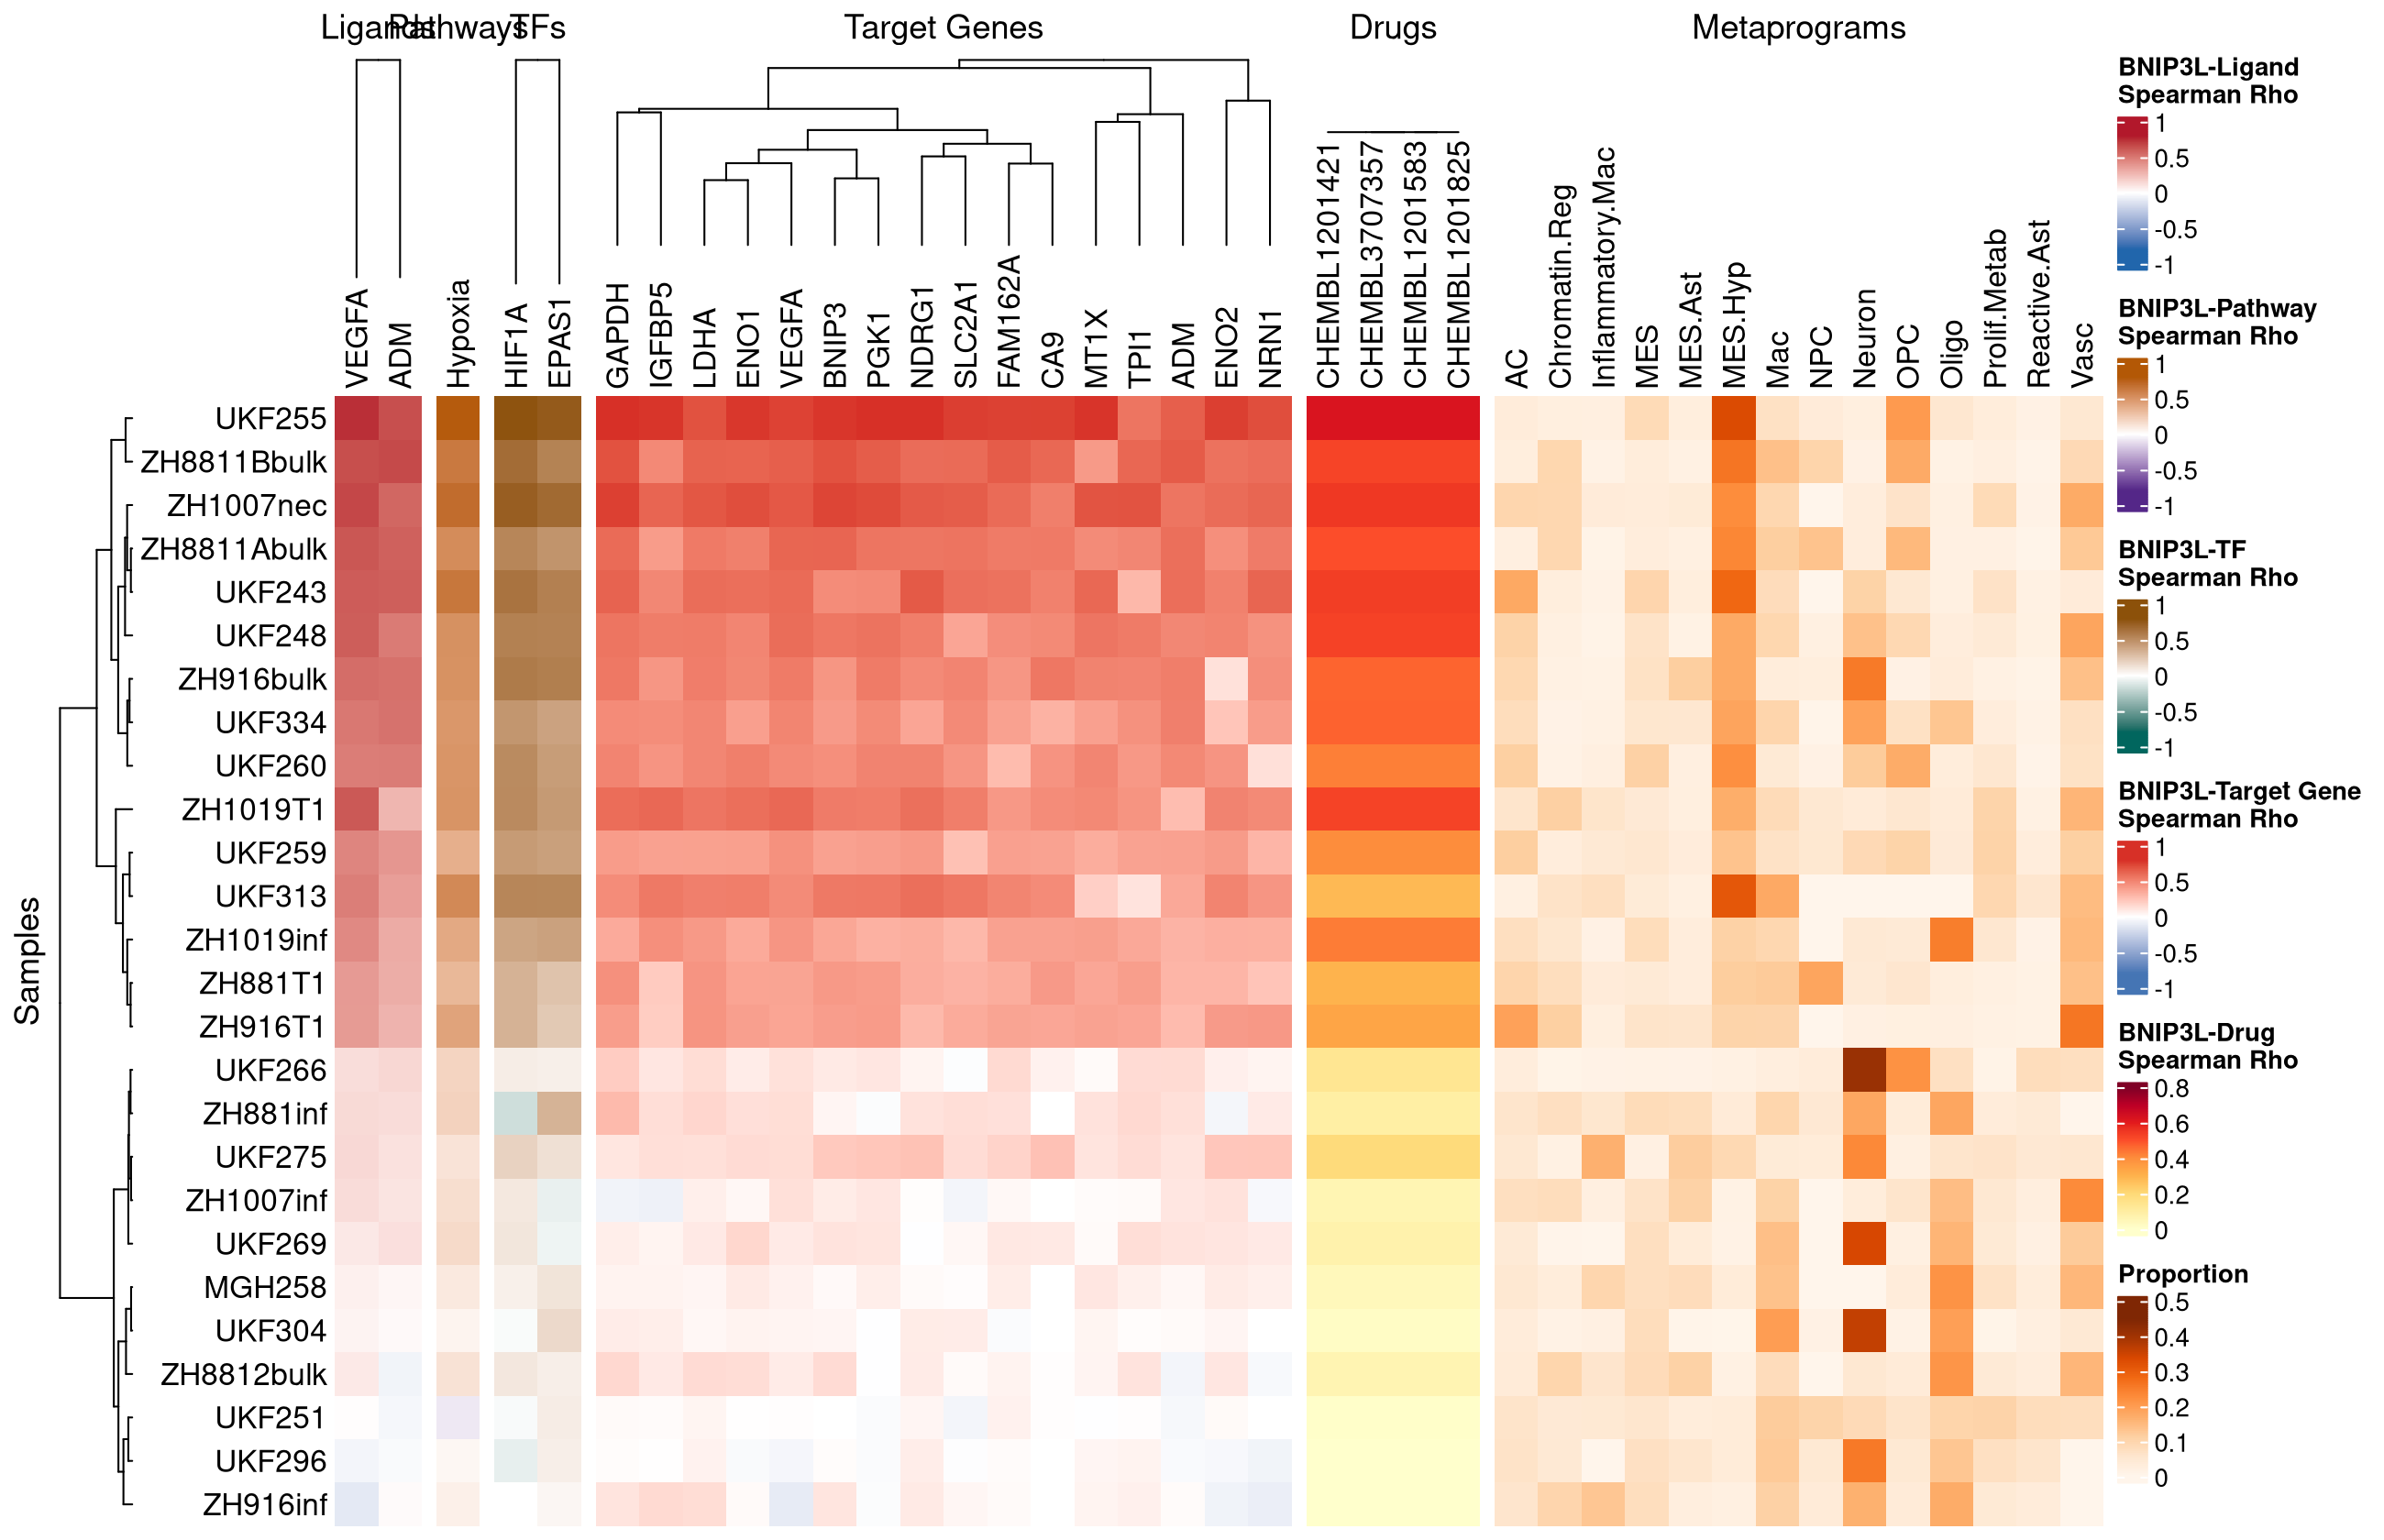 Ligands Pathways TFs Target Genes Drugs Metaprograms
VEGFA ADM Hypoxia HIF1A EPAS1 GAPDH IGFBP5 LDHA ENO1 VEGFA BNIP3 PGK1 NDRG1 SLC2A1 FAM162A CA9 MT1X TPI1 ADM ENO2 NRN1 CHEMBL1201421 CHEMBL3707357 CHEMBL1201583 CHEMBL1201825 AC Chromatin.Reg Inflammatory.Mac MES MES.Ast MES.Hyp Mac NPC Neuron OPC Oligo Prolif.Metab Reactive.Ast Vasc
Samples
UKF255
ZH8811Bbulk
ZH1007nec
ZH8811Abulk
UKF243
UKF248
ZH916bulk
UKF334
UKF260
ZH1019T1
UKF259
UKF313
ZH1019inf
ZH881T1
ZH916T1
UKF266
ZH881inf
UKF275
ZH1007inf
UKF269
MGH258
UKF304
ZH8812bulk
UKF251
UKF296
ZH916inf
BNIP3L-Ligand
Spearman Rho
1
0.5
0
-0.5
-1
BNIP3L-Pathway
Spearman Rho
1
0.5
0
-0.5
-1
BNIP3L-TF
Spearman Rho
1
0.5
0
-0.5
-1
BNIP3L-Target Gene
Spearman Rho
1
0.5
0
-0.5
-1
BNIP3L-Drug
Spearman Rho
0.8
0.6
0.4
0.2
0
Proportion
0.5
0.4
0.3
0.2
0.1
0